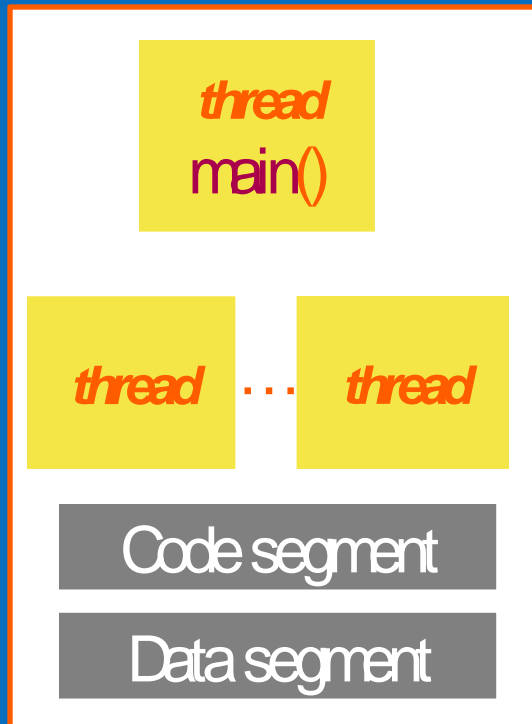 thread
main()
thread ... thread
Code segment
Data segment